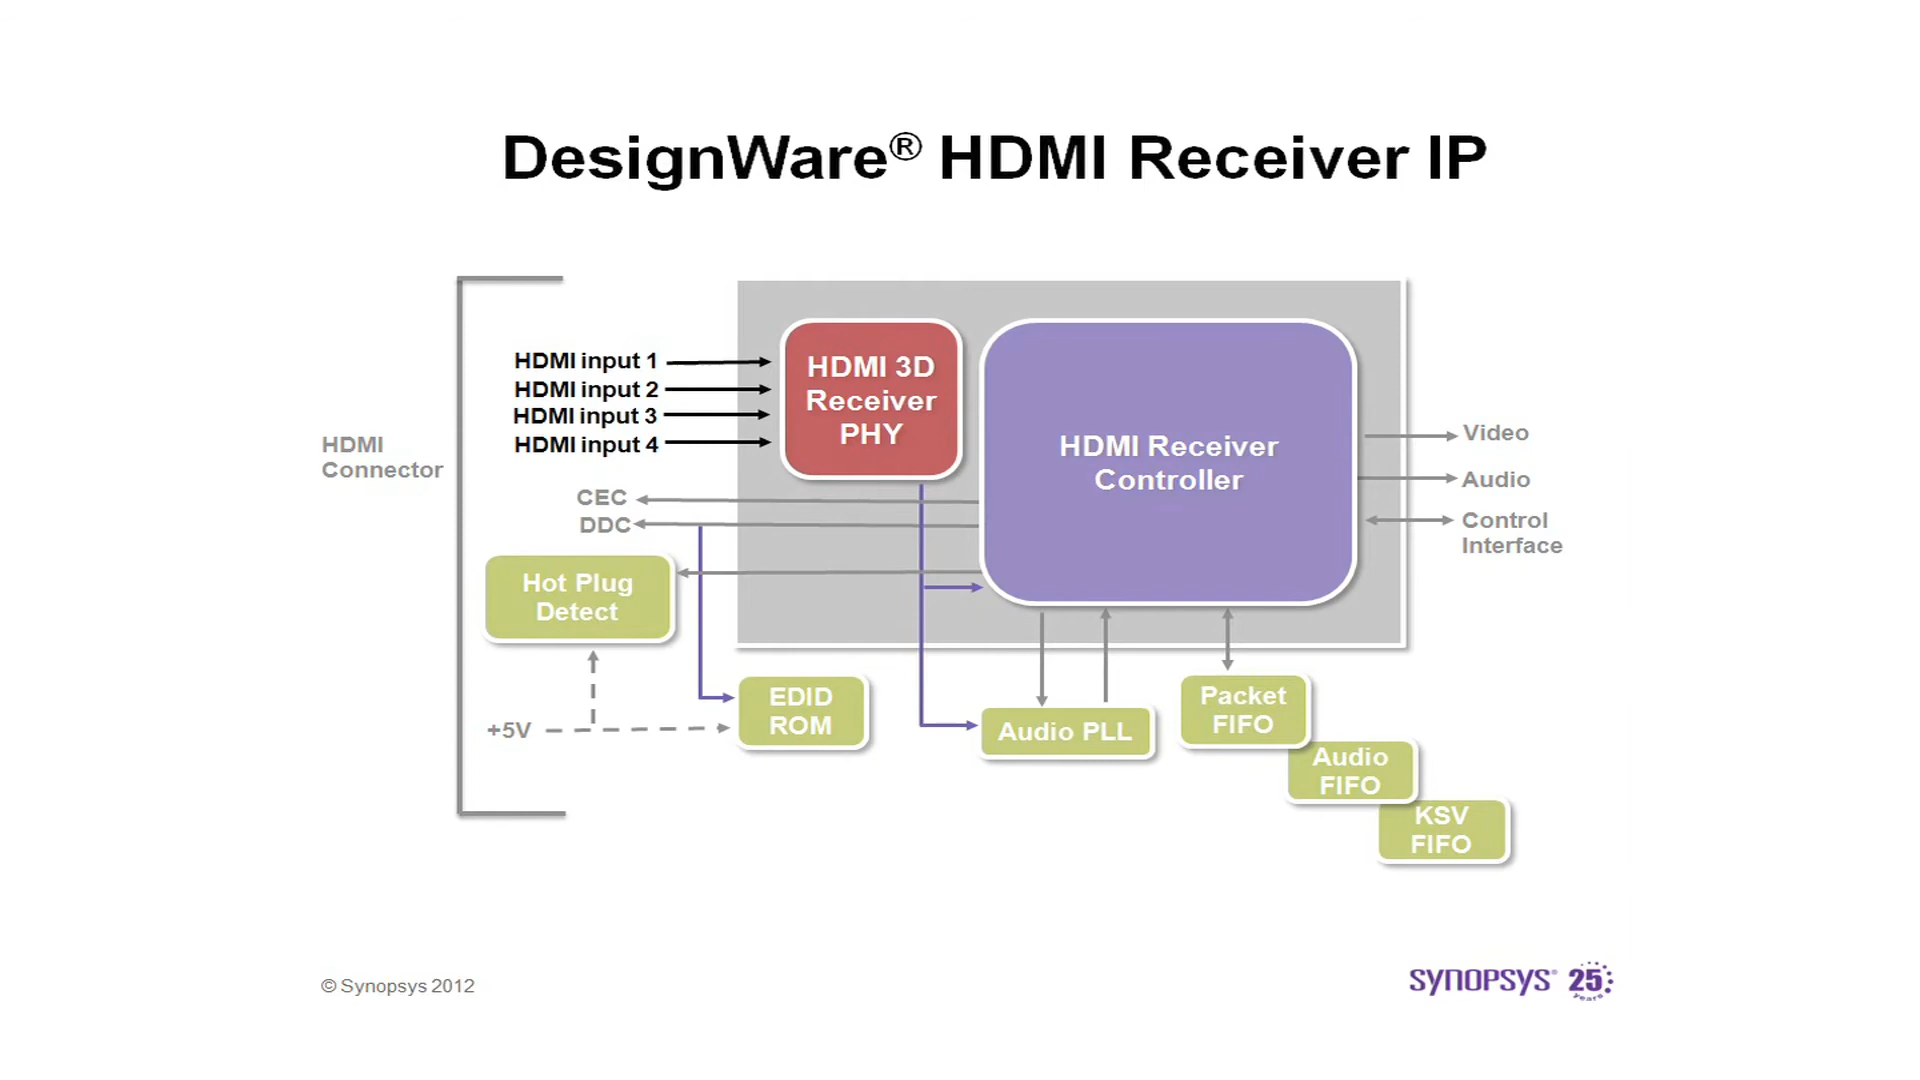 DesignWare® HDMI Receiver IP
HDMI input 1
HDMI input 2
HDMI input 3
HDMI input 4
HDMI
Connector
CEC
DDC
Hot Plug
Detect
+5V
EDID
ROM
HDMI 3D
Receiver
PHY
HDMI Receiver
Controller
Video
Audio
Control
Interface
Audio PLL
Packet
FIFO
Audio
FIFO
KSV
FIFO
© Synopsys 2012
SYNOPSYS® 25
years